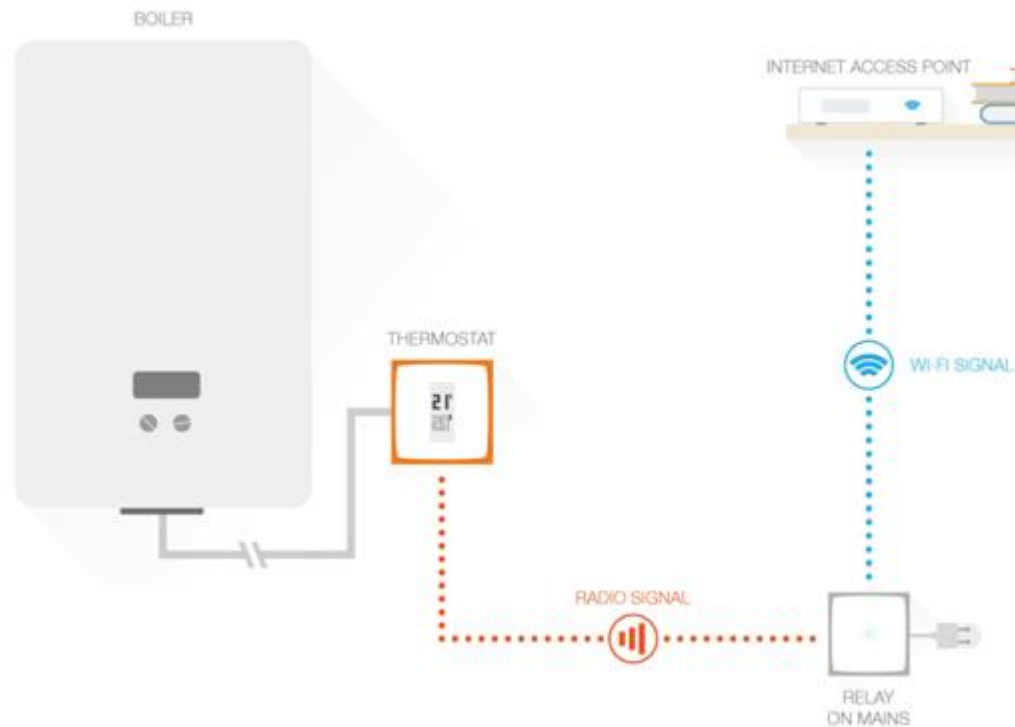 BOILER
INTERNET ACCESS POINT
THERMOSTAT
21°
WI-FI SIGNAL
RADIO SIGNAL
RELAY
ON MAINS